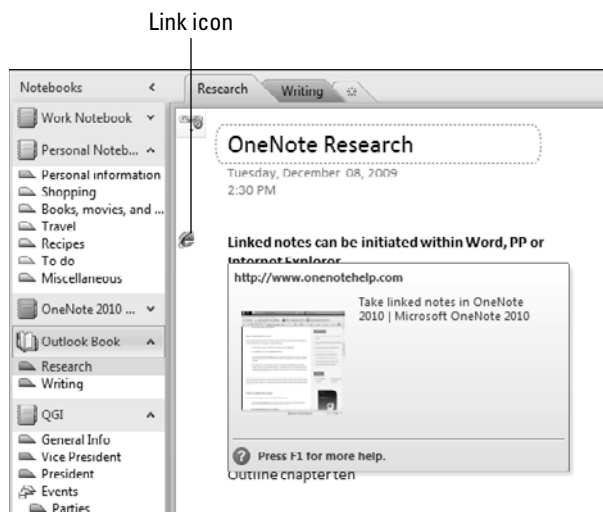 Link icon
Notebooks
Work Notebook
Personal Noteb...
Personal information
Shopping
Books, movies, and ...
Travel
Recipes
To do
Miscellaneous
OneNote 2010 ...
Outlook Book
Research
Writing
QGI
General Info
Vice President
President
Events
Parties
Research
Writing
OneNote Research
Tuesday, December 08, 2009
2:30 PM
Linked notes can be initiated within Word, PP or
Internet Explorer
http://www.onenotehelp.com
Take linked notes in OneNote
2010 | Microsoft OneNote 2010
Press F1 for more help.
Outline chapter ten